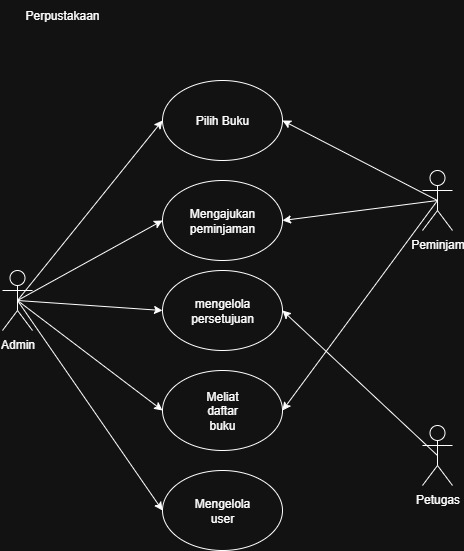 Perpustakaan
Pilih Buku
Mengajukan
peminjaman
Peminjam
mengelola
persetujuan
Admin
Meliat
daftar
buku
Petugas
Mengelola
user